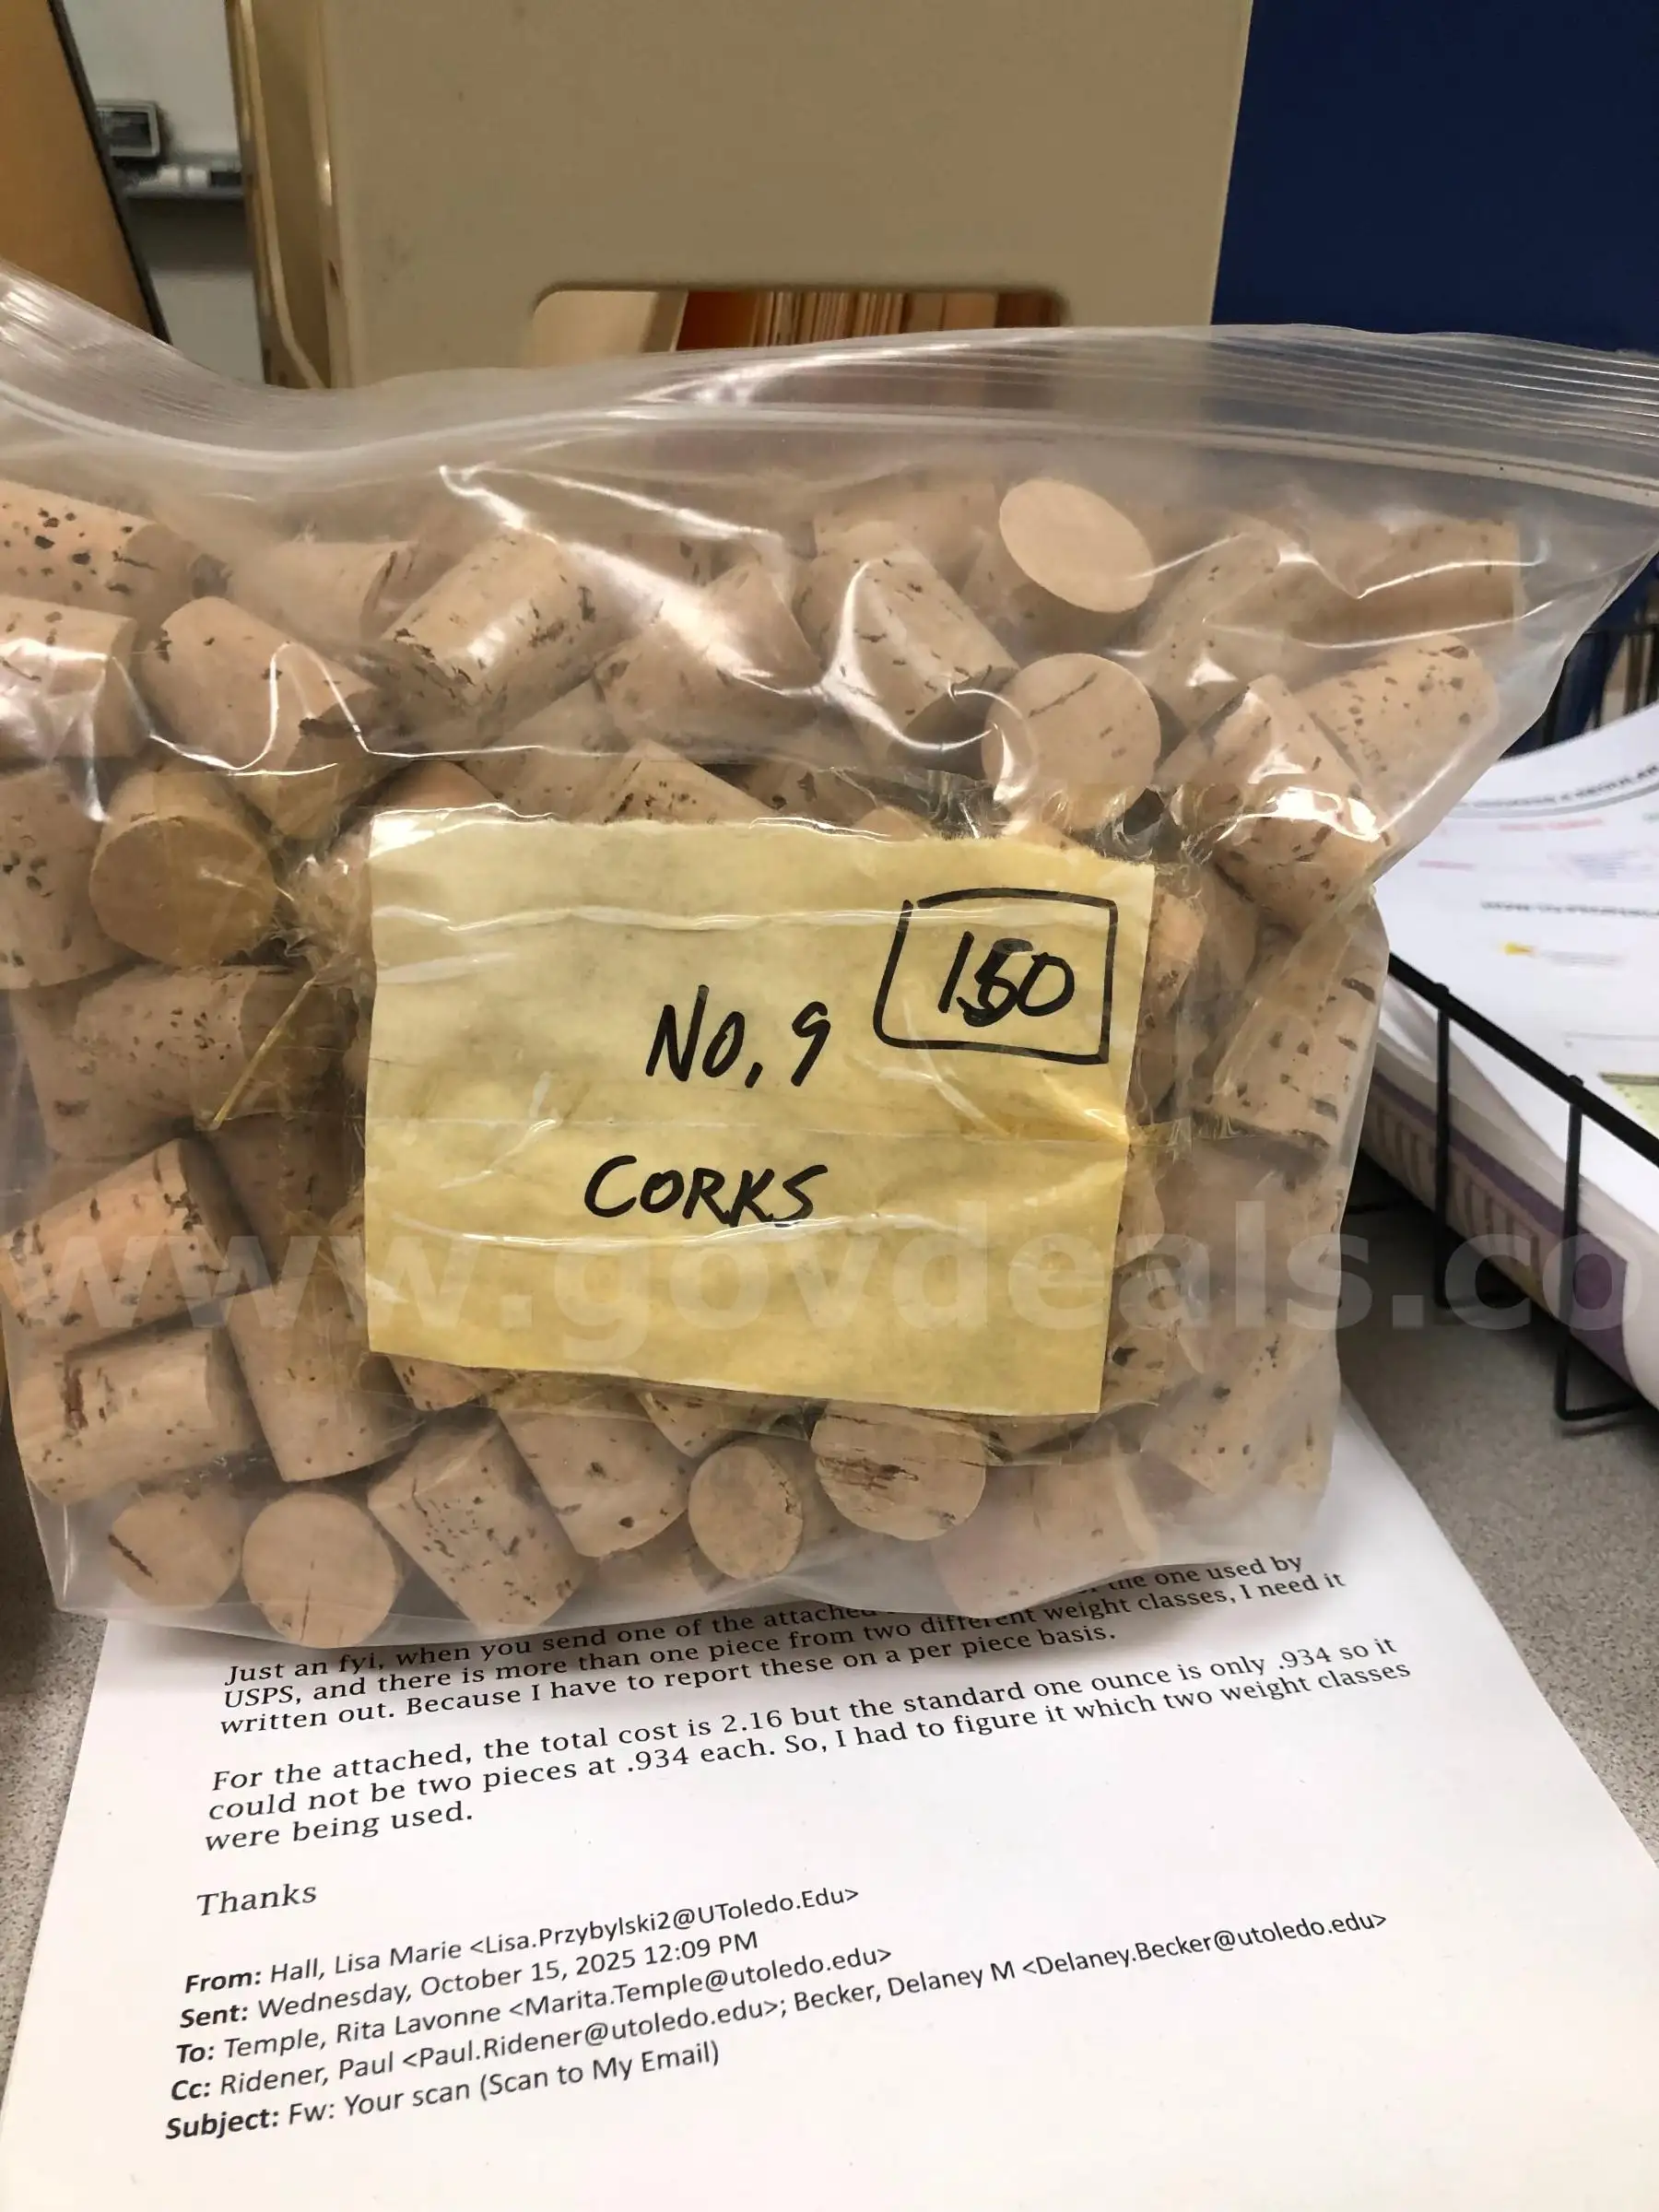 150
No. 9
CORKS
www.govdeals.co
the one used by
Just an fyi, when you send one of the attached
USPS, and there is more than one piece from two different weight classes, I need it
written out. Because I have to report these on a per piece basis.
For the attached, the total cost is 2.16 but the standard one ounce is only .934 so it
could not be two pieces at .934 each. So, I had to figure it which two weight classes
were being used.
Thanks
From: Hall, Lisa Marie <Lisa.Przybylski2@UToledo.Edu>
Sent: Wednesday, October 15, 2025 12:09 PM
To: Temple, Rita Lavonne <Marita.Temple@utoledo.edu>
Cc: Ridener, Paul <Paul.Ridener@utoledo.edu>; Becker, Delaney M <Delaney.Becker@utoledo.edu>
Subject: Fw: Your scan (Scan to My Email)